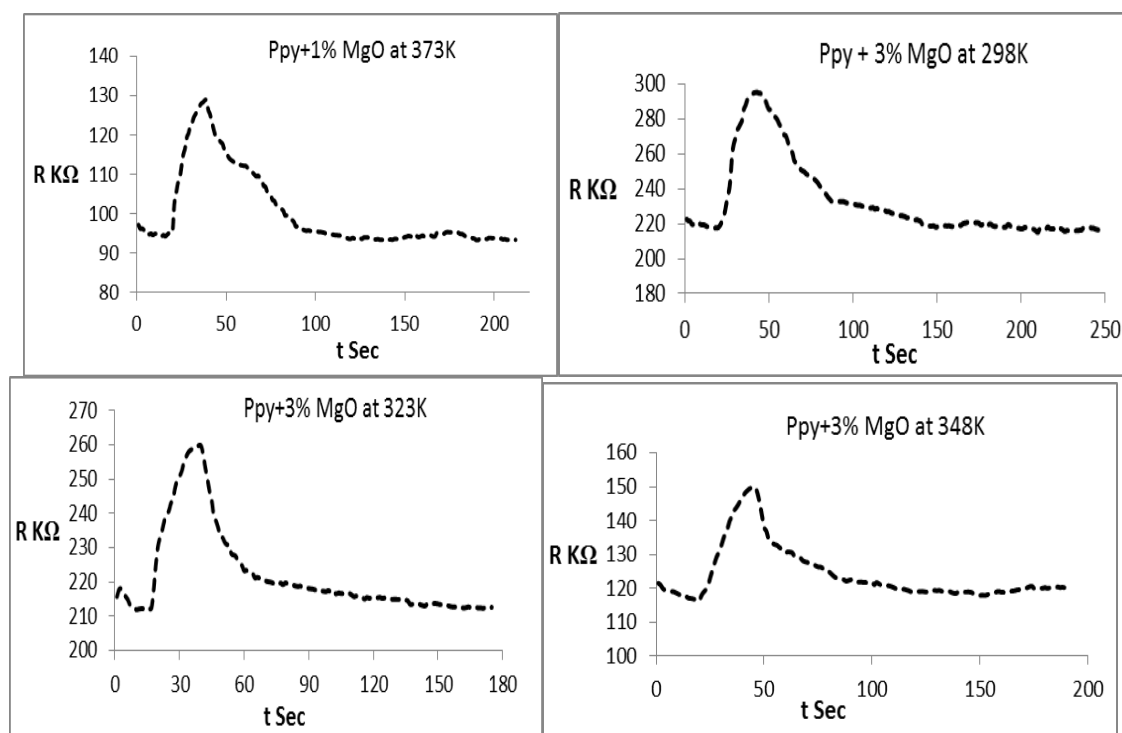 Ppy+1% MgO at 373K
140
130
120
110
100
90
80
R KΩ
0 50 100 150 200
t Sec
Ppy + 3% MgO at 298K
300
280
260
240
220
200
180
R KΩ
0 50 100 150 200 250
t Sec
Ppy+3% MgO at 323K
270
260
250
240
230
220
210
200
R KΩ
0 30 60 90 120 150 180
t Sec
Ppy+3% MgO at 348K
160
150
140
130
120
110
100
R KΩ
0 50 100 150 200
t Sec